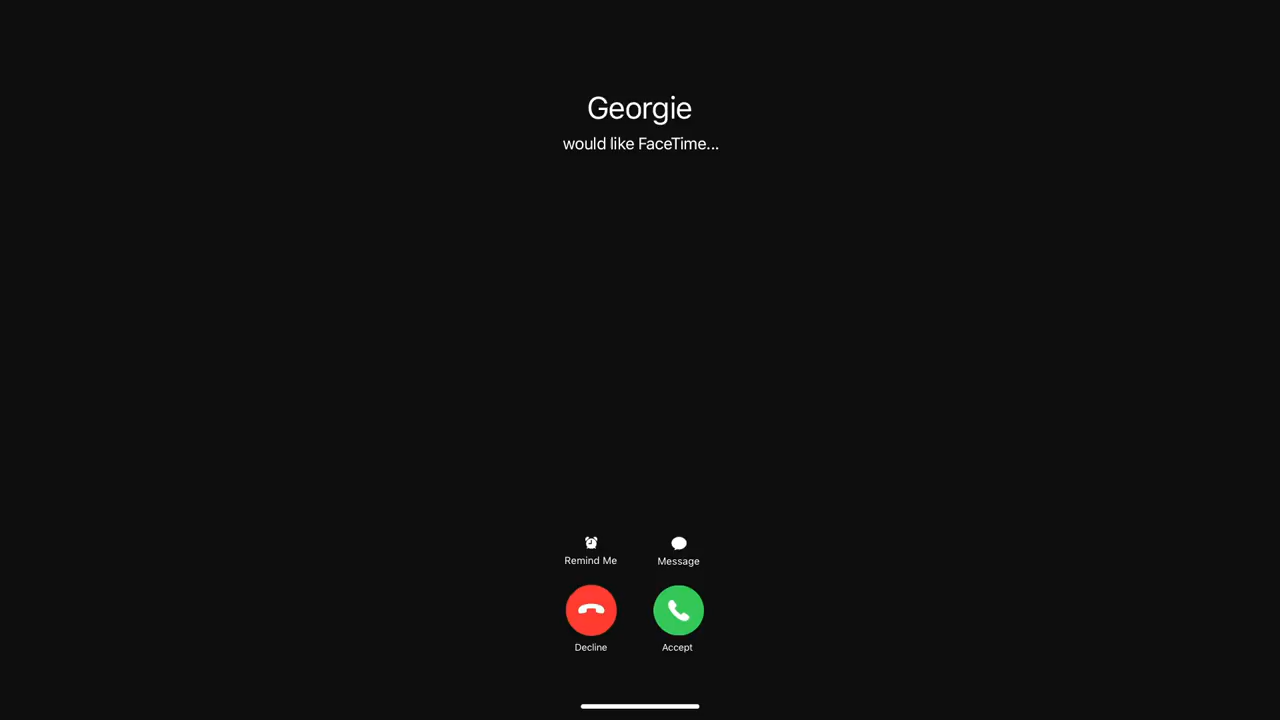 Georgie
would like FaceTime...
Remind Me
Message
Decline
Accept